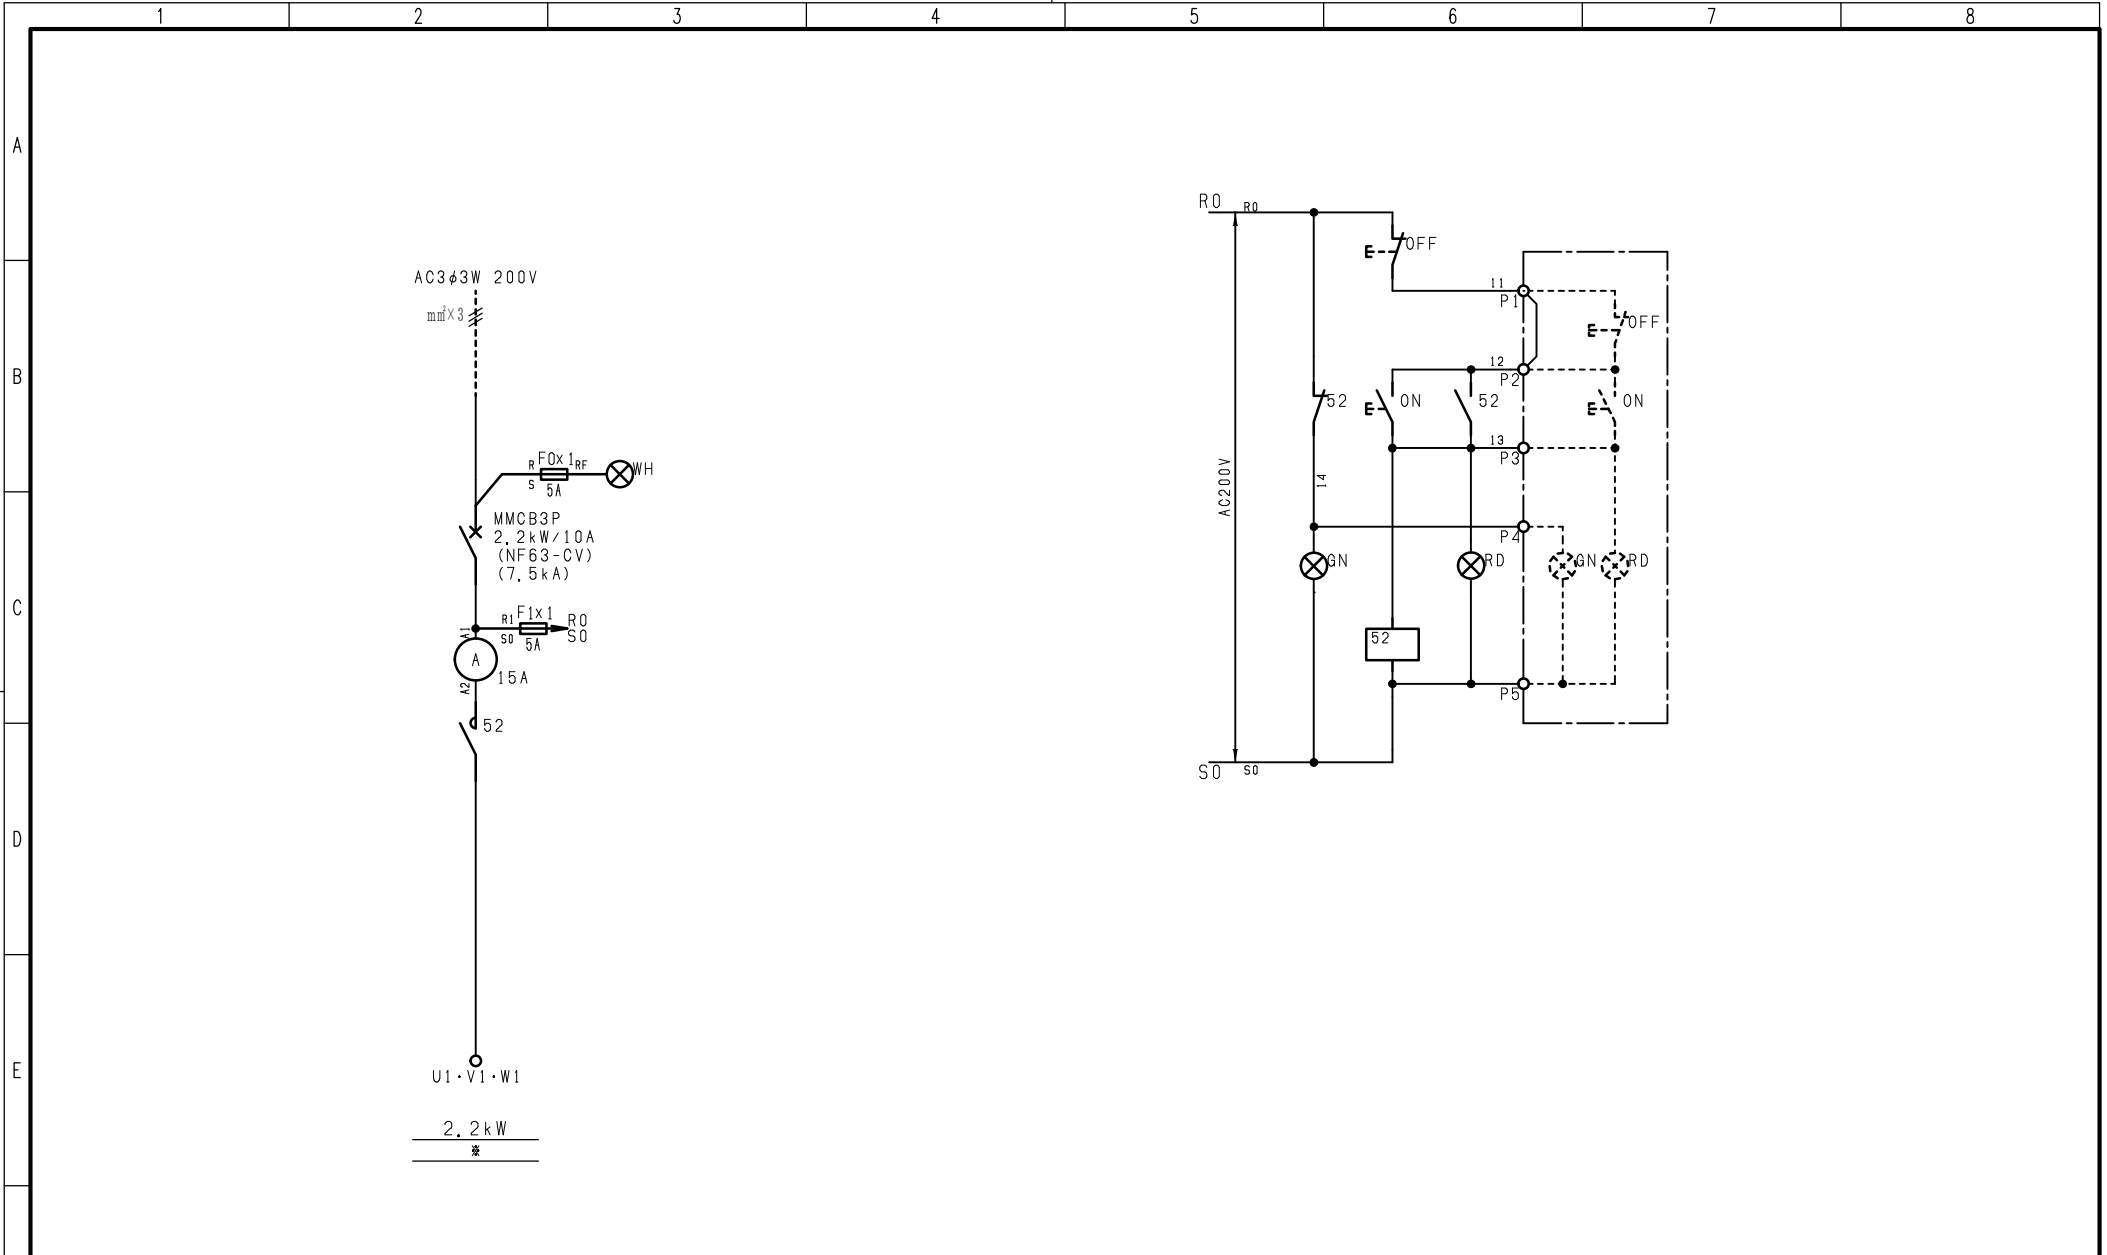 1 2 3 4 5 6 7 8
A
B
C
D
E
AC3φ3W 200V
mm²×3
R F0x1 RF
S 5A
WH
MMCB3P
2.2kW/10A
(NF63-CV)
(7.5kA)
R1 F1x1 R0
S0 5A S0
A1
A
15A
A2
52
U1・V1・W1
2.2kW
※
R0 R0
OFF
11
P1
OFF
12
P2
52 ON 52 ON
13
P3
AC200V
14
P4
GN RD GN RD
52
P5
S0 S0